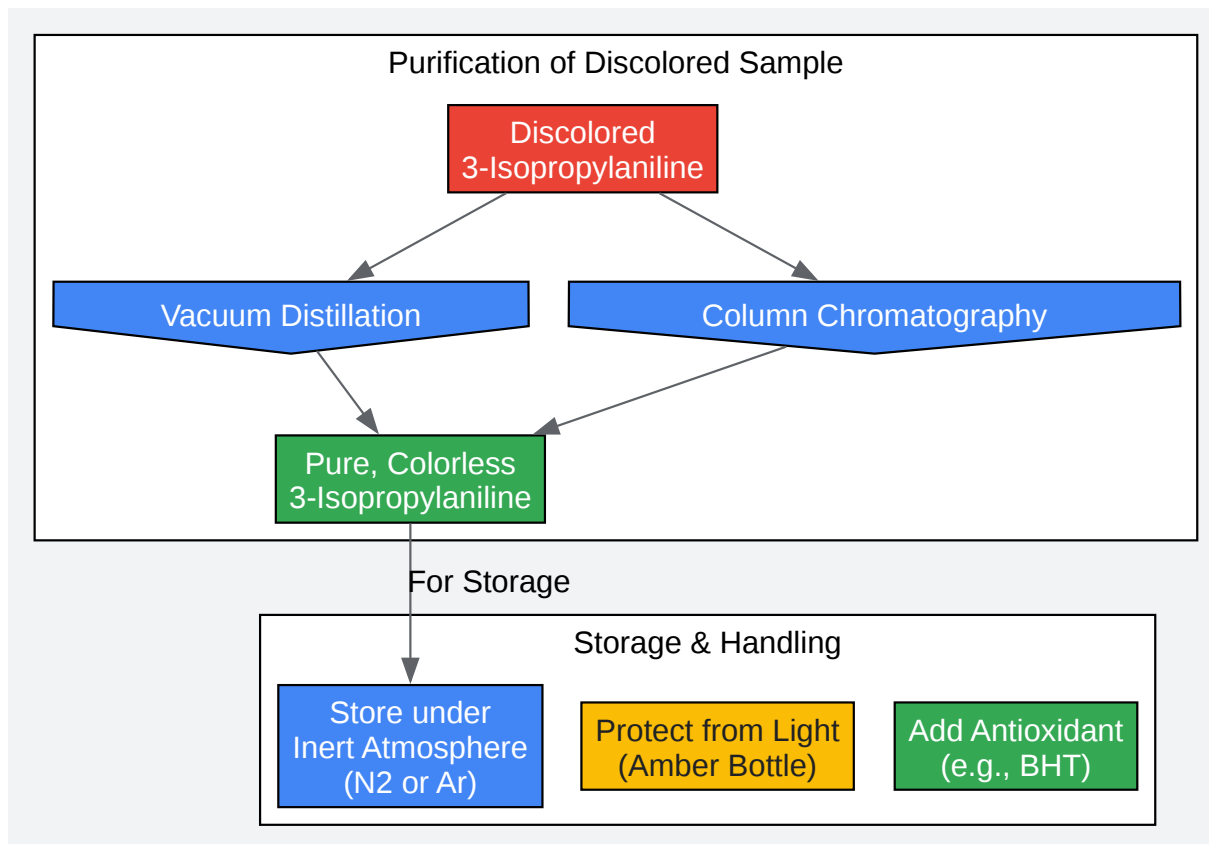 Purification of Discolored Sample
Discolored
3-Isopropylaniline
Vacuum Distillation
Column Chromatography
Pure, Colorless
3-Isopropylaniline
For Storage
Storage & Handling
Store under
Inert Atmosphere
(N2 or Ar)
Protect from Light
(Amber Bottle)
Add Antioxidant
(e.g., BHT)